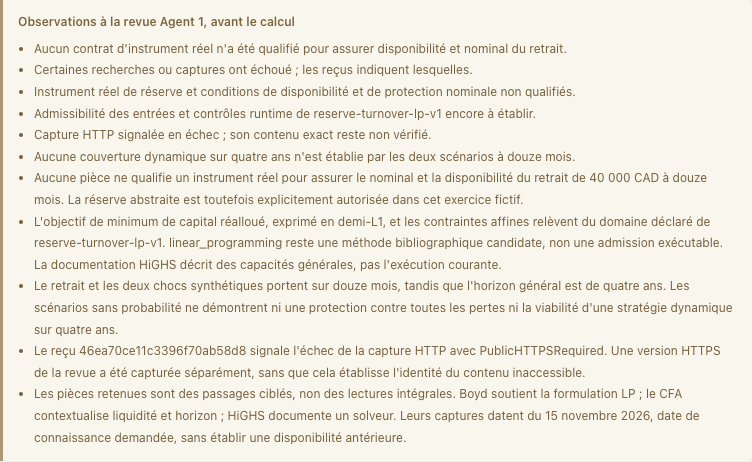 Observations à la revue Agent 1, avant le calcul
• Aucun contrat d'instrument réel n'a été qualifié pour assurer disponibilité et nominal du retrait.
• Certaines recherches ou captures ont échoué ; les reçus indiquent lesquelles.
• Instrument réel de réserve et conditions de disponibilité et de protection nominale non qualifiés.
• Admissibilité des entrées et contrôles runtime de reserve-turnover-lp-v1 encore à établir.
• Capture HTTP signalée en échec ; son contenu exact reste non vérifié.
• Aucune couverture dynamique sur quatre ans n'est établie par les deux scénarios à douze mois.
• Aucune pièce ne qualifie un instrument réel pour assurer le nominal et la disponibilité du retrait de 40 000 CAD à douze
mois. La réserve abstraite est toutefois explicitement autorisée dans cet exercice fictif.
• L'objectif de minimum de capital réalloué, exprimé en demi-L1, et les contraintes affines relèvent du domaine déclaré de
reserve-turnover-lp-v1. linear_programming reste une méthode bibliographique candidate, non une admission exécutable.
La documentation HiGHS décrit des capacités générales, pas l'exécution courante.
• Le retrait et les deux chocs synthétiques portent sur douze mois, tandis que l'horizon général est de quatre ans. Les
scénarios sans probabilité ne démontrent ni une protection contre toutes les pertes ni la viabilité d'une stratégie dynamique
sur quatre ans.
• Le reçu 46ea70ce11c3396f70ab58d8 signale l'échec de la capture HTTP avec PublicHTTPSRequired. Une version HTTPS
de la revue a été capturée séparément, sans que cela établisse l'identité du contenu inaccessible.
• Les pièces retenues sont des passages ciblés, non des lectures intégrales. Boyd soutient la formulation LP ; le CFA
contextualise liquidité et horizon ; HiGHS documente un solveur. Leurs captures datent du 15 novembre 2026, date de
connaissance demandée, sans établir une disponibilité antérieure.